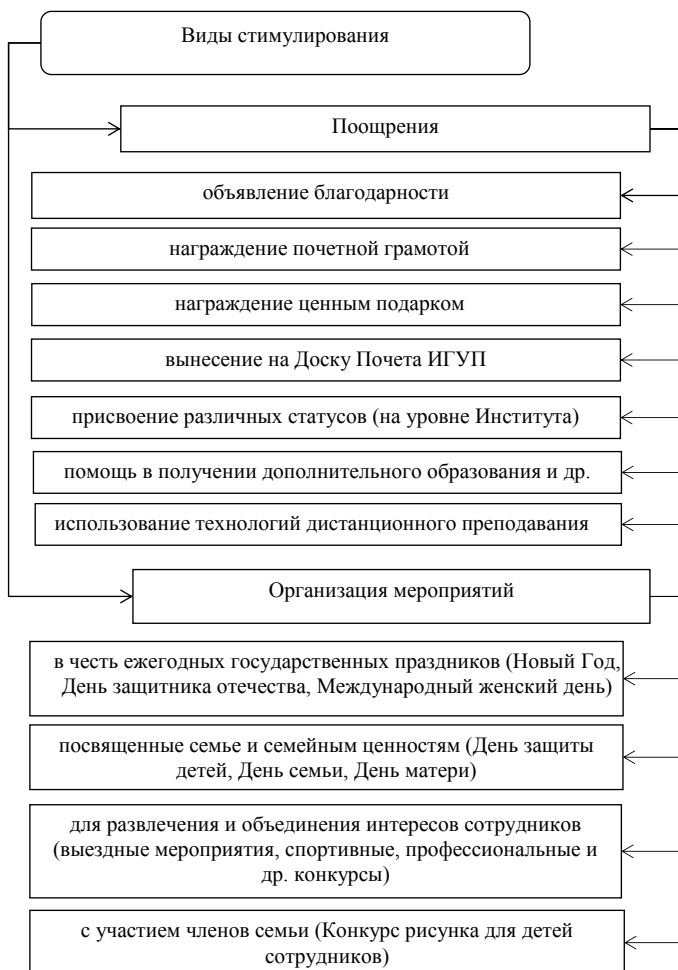 Виды стимулирования
Поощрения
объявление благодарности
награждение почетной грамотой
награждение ценным подарком
вынесение на Доску Почета ИГУП
присвоение различных статусов (на уровне Института)
помощь в получении дополнительного образования и др.
использование технологий дистанционного преподавания
Организация мероприятий
в честь ежегодных государственных праздников (Новый Год,
День защитника отечества, Международный женский день)
посвященные семье и семейным ценностям (День защиты
детей, День семьи, День матери)
для развлечения и объединения интересов сотрудников
(выездные мероприятия, спортивные, профессиональные и
др. конкурсы)
с участием членов семьи (Конкурс рисунка для детей
сотрудников)